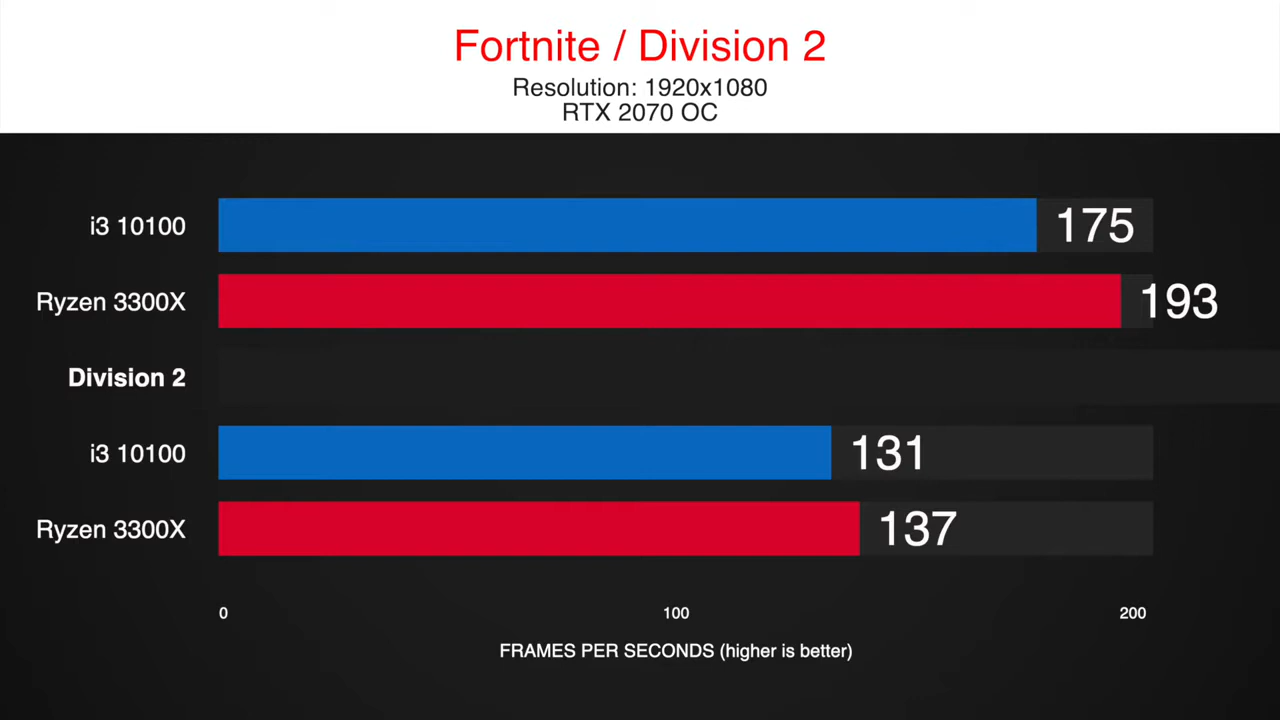 Fortnite / Division 2
Resolution: 1920x1080
RTX 2070 OC
i3 10100 175
Ryzen 3300X 193
Division 2
i3 10100 131
Ryzen 3300X 137
0 100 200
FRAMES PER SECONDS (higher is better)